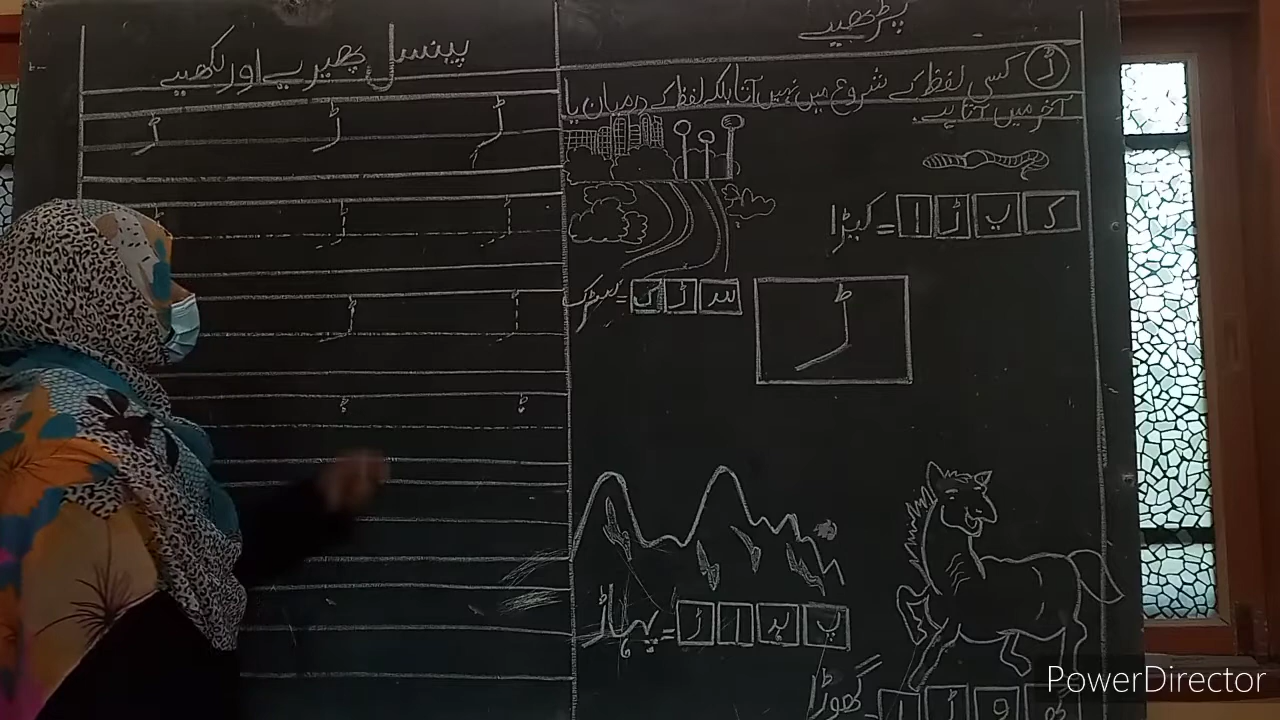 پڑھیے
ڑ کسی لفظ کے شروع میں نہیں آتا بلکہ لفظ کے درمیان یا
آخر میں آتا ہے۔
ک ی ڑ ا = کیڑا
س ڑ ک = سڑک
ڑ
پ ہ ا ڑ = پہاڑ
و ڑ ا = گھوڑا
پینسل پھیریے اور لکھیے
ڑ ڑ ڑ
ڑ ڑ ڑ
ڑ ڑ
PowerDirector